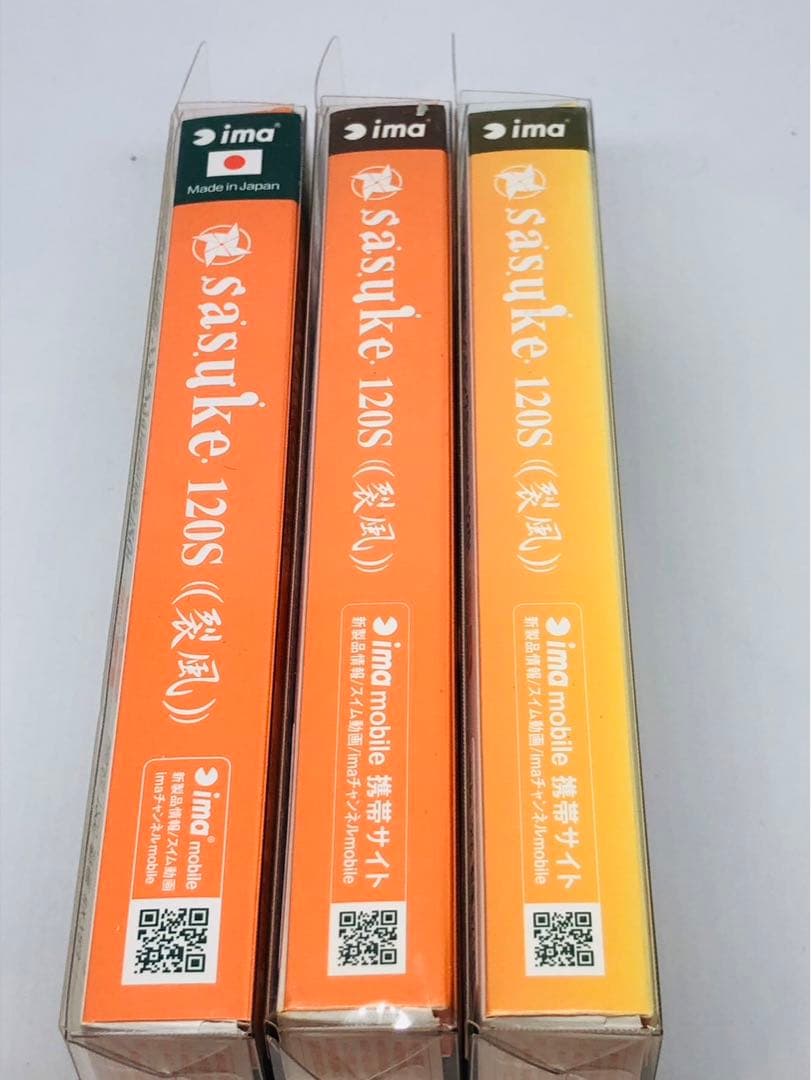 ima®
Made in Japan
sasuke 120S ((裂風))
ima® mobile
新製品情報/スイム動画
imaチャンネルmobile
ima®
sasuke 120S ((裂風))
ima mobile 携帯サイト
新製品情報/スイム動画/imaチャンネルmobile
ima®
sasuke 120S ((裂風))
ima mobile 携帯サイト
新製品情報/スイム動画/imaチャンネルmobile